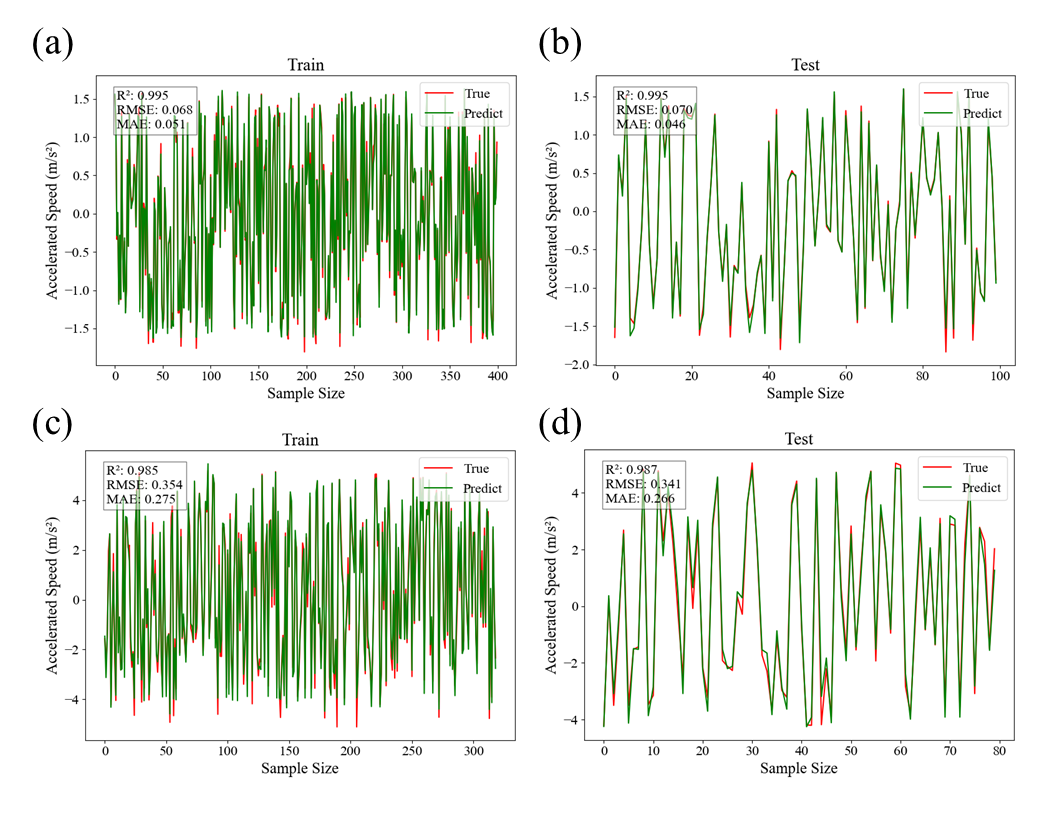 (a)
Train
R²: 0.995
RMSE: 0.068
MAE: 0.051
True
Predict
1.5
1.0
0.5
0.0
−0.5
−1.0
−1.5
Accelerated Speed (m/s²)
0 50 100 150 200 250 300 350 400
Sample Size
(b)
Test
R²: 0.995
RMSE: 0.070
MAE: 0.046
True
Predict
1.5
1.0
0.5
0.0
−0.5
−1.0
−1.5
−2.0
Accelerated Speed (m/s²)
0 20 40 60 80 100
Sample Size
(c)
Train
R²: 0.985
RMSE: 0.354
MAE: 0.275
True
Predict
4
2
0
−2
−4
Accelerated Speed (m/s²)
0 50 100 150 200 250 300
Sample Size
(d)
Test
R²: 0.987
RMSE: 0.341
MAE: 0.266
True
Predict
4
2
0
−2
−4
Accelerated Speed (m/s²)
0 10 20 30 40 50 60 70 80
Sample Size